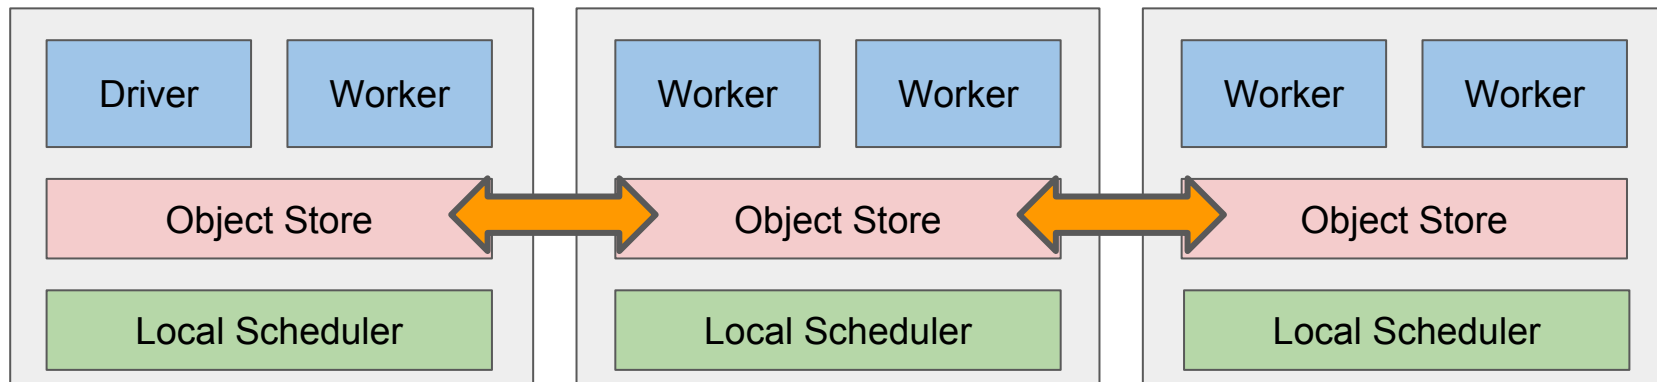 Driver
Worker
Worker
Worker
Worker
Worker
Object Store
Object Store
Object Store
Local Scheduler
Local Scheduler
Local Scheduler